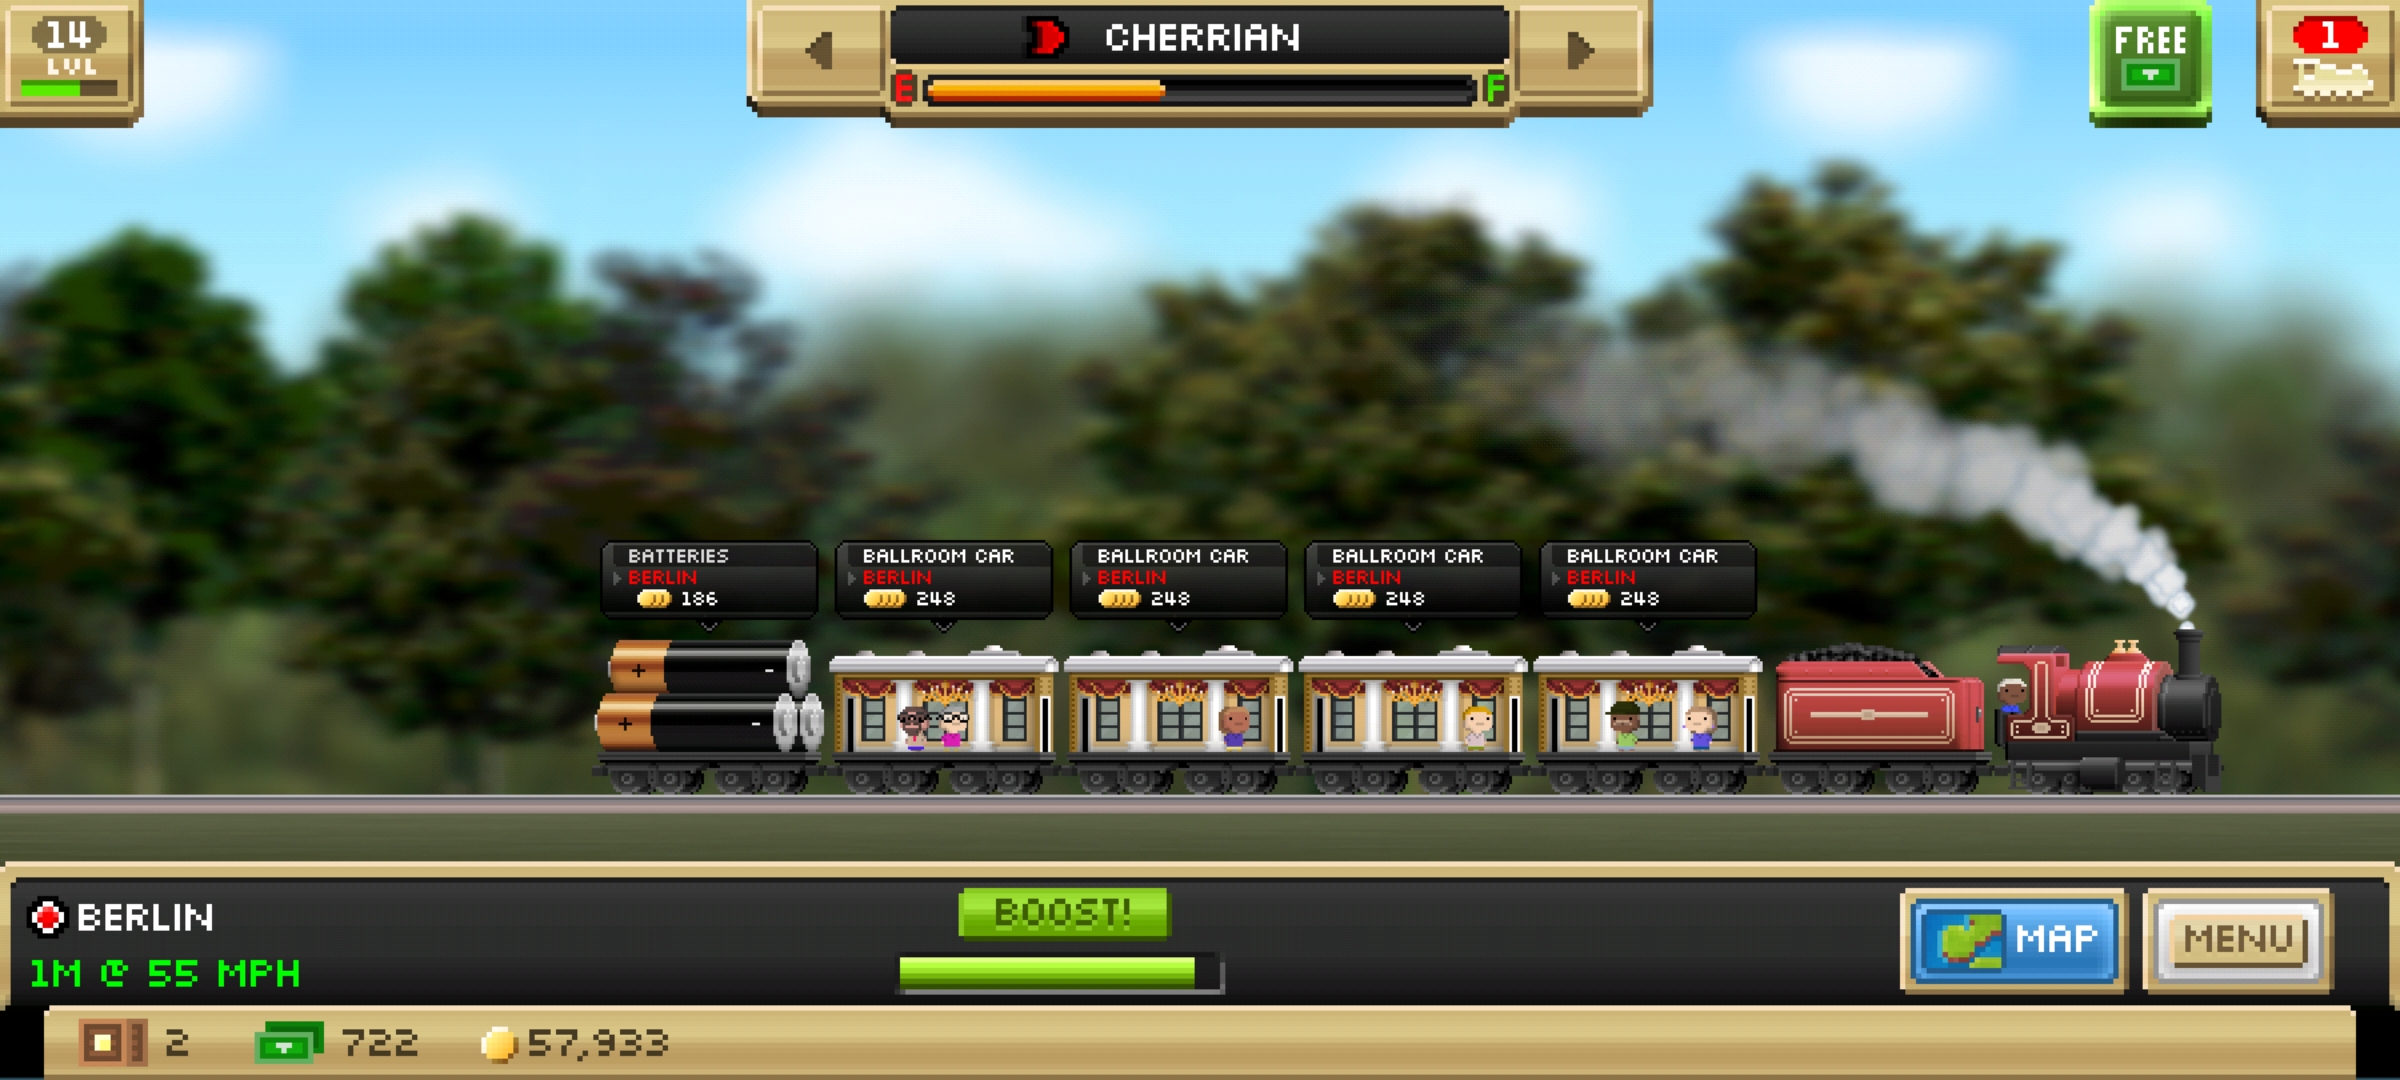 14
LVL
CHERRIAN
E F
FREE
1
BATTERIES
BERLIN
186
BALLROOM CAR
BERLIN
248
BALLROOM CAR
BERLIN
248
BALLROOM CAR
BERLIN
248
BALLROOM CAR
BERLIN
248
+ -
+ -
BERLIN
1M @ 55 MPH
BOOST!
MAP
MENU
2
722
57,933